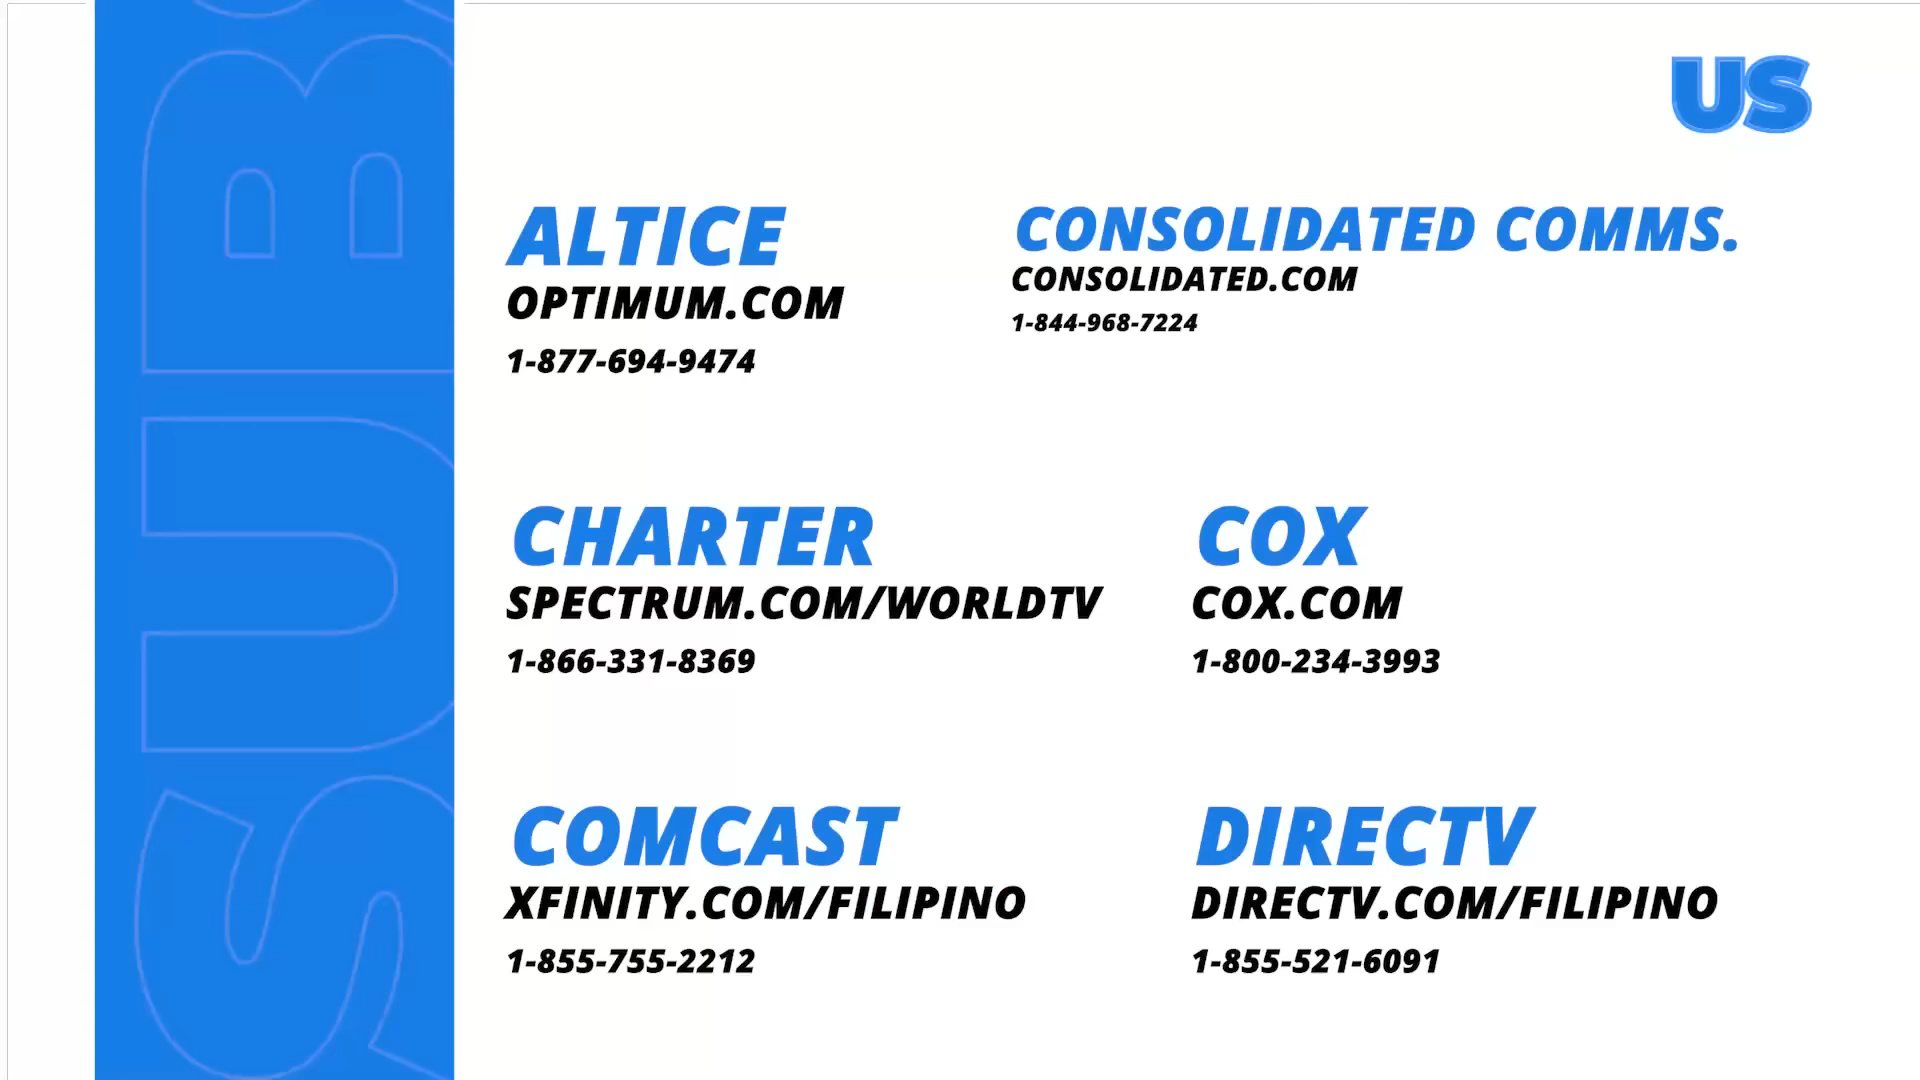 US
ALTICE
OPTIMUM.COM
1-877-694-9474
CONSOLIDATED COMMS.
CONSOLIDATED.COM
1-844-968-7224
CHARTER
SPECTRUM.COM/WORLDTV
1-866-331-8369
COX
COX.COM
1-800-234-3993
COMCAST
XFINITY.COM/FILIPINO
1-855-755-2212
DIRECTV
DIRECTV.COM/FILIPINO
1-855-521-6091
SUB